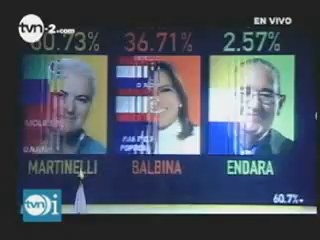 tvn-2.com
EN VIVO
60.73% 36.71% 2.57%
MARTINELLI BALBINA ENDARA
tvn i
60.7%